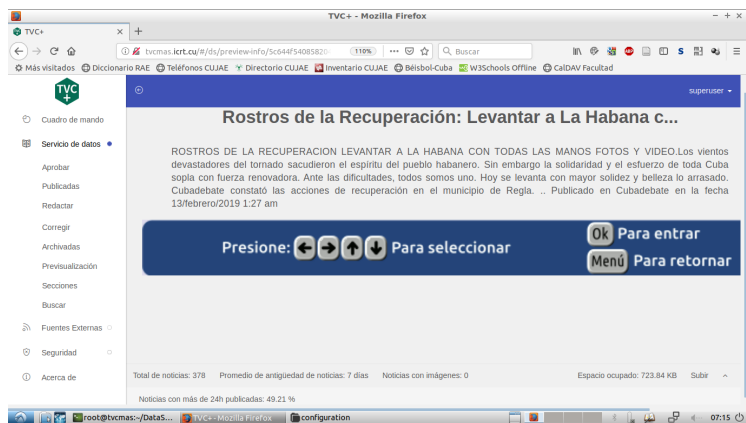 TVC+ - Mozilla Firefox
TVC+
tvcmas.icrt.cu/#/ds/preview-info/5c644f54085820
110%
Buscar
Más visitados Diccionario RAE Teléfonos CUJAE Directorio CUJAE Inventario CUJAE Béisbol-Cuba W3Schools Offline CalDAV Facultad
TVC
+
superuser
Cuadro de mando
Servicio de datos
Aprobar
Publicadas
Redactar
Corregir
Archivadas
Previsualización
Secciones
Buscar
Fuentes Externas
Seguridad
Acerca de
Rostros de la Recuperación: Levantar a La Habana c...
ROSTROS DE LA RECUPERACION LEVANTAR A LA HABANA CON TODAS LAS MANOS FOTOS Y VIDEO.Los vientos
devastadores del tornado sacudieron el espíritu del pueblo habanero. Sin embargo la solidaridad y el esfuerzo de toda Cuba
sopla con fuerza renovadora. Ante las dificultades, todos somos uno. Hoy se levanta con mayor solidez y belleza lo arrasado.
Cubadebate constató las acciones de recuperación en el municipio de Regla. .. Publicado en Cubadebate en la fecha
13/febrero/2019 1:27 am
Presione: Para seleccionar
Ok Para entrar
Menú Para retornar
Total de noticias: 378 Promedio de antigüedad de noticias: 7 días Noticias con imágenes: 0 Espacio ocupado: 723.84 KB Subir
Noticias con más de 24h publicadas: 49.21 %
root@tvcmas:~/DataS... TVC+ - Mozilla Firefox configuration 07:15